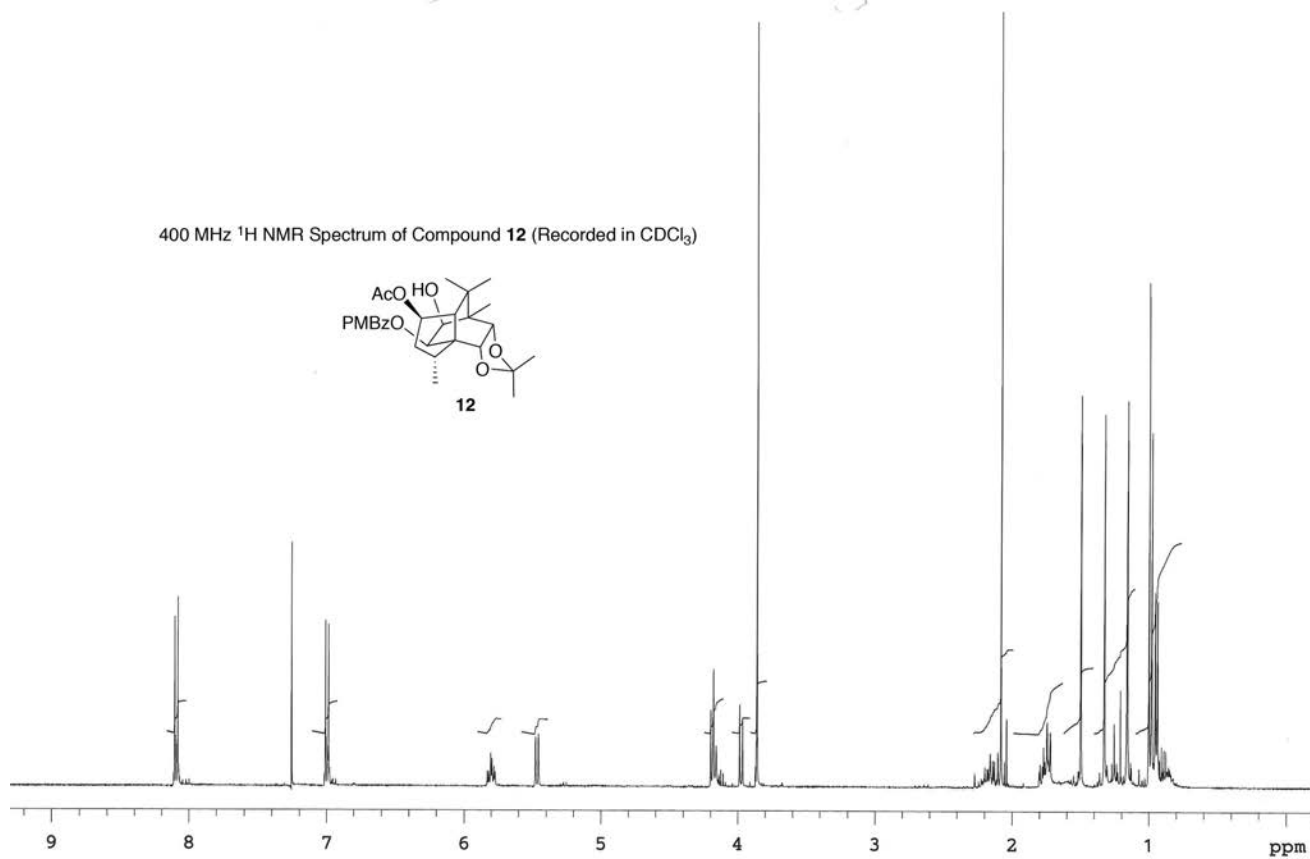 400 MHz ¹H NMR Spectrum of Compound **12** (Recorded in CDCl₃)
AcO HO
PMBzO
O
O
12
9 8 7 6 5 4 3 2 1 ppm